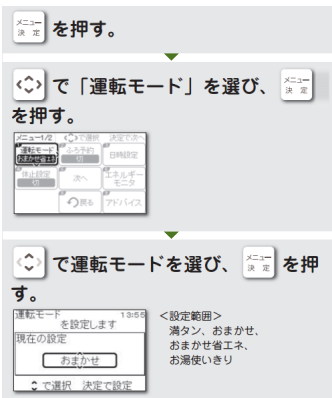 メニュー
決 定
を押す。
で「運転モード」を選び、
メニュー
決 定
を押す。
メニュー1/2 で選択 決定で次へ
運転モード
おまかせ省エネ
ふろ予約
切
日時設定
休止設定
切
次へ
エネルギー
モニタ
戻る
アドバイス
で運転モードを選び、
メニュー
決 定
を押
す。
運転モード 13:55
を設定します
現在の設定
おまかせ
で選択 決定で設定
<設定範囲>
満タン、おまかせ、
おまかせ省エネ、
お湯使いきり